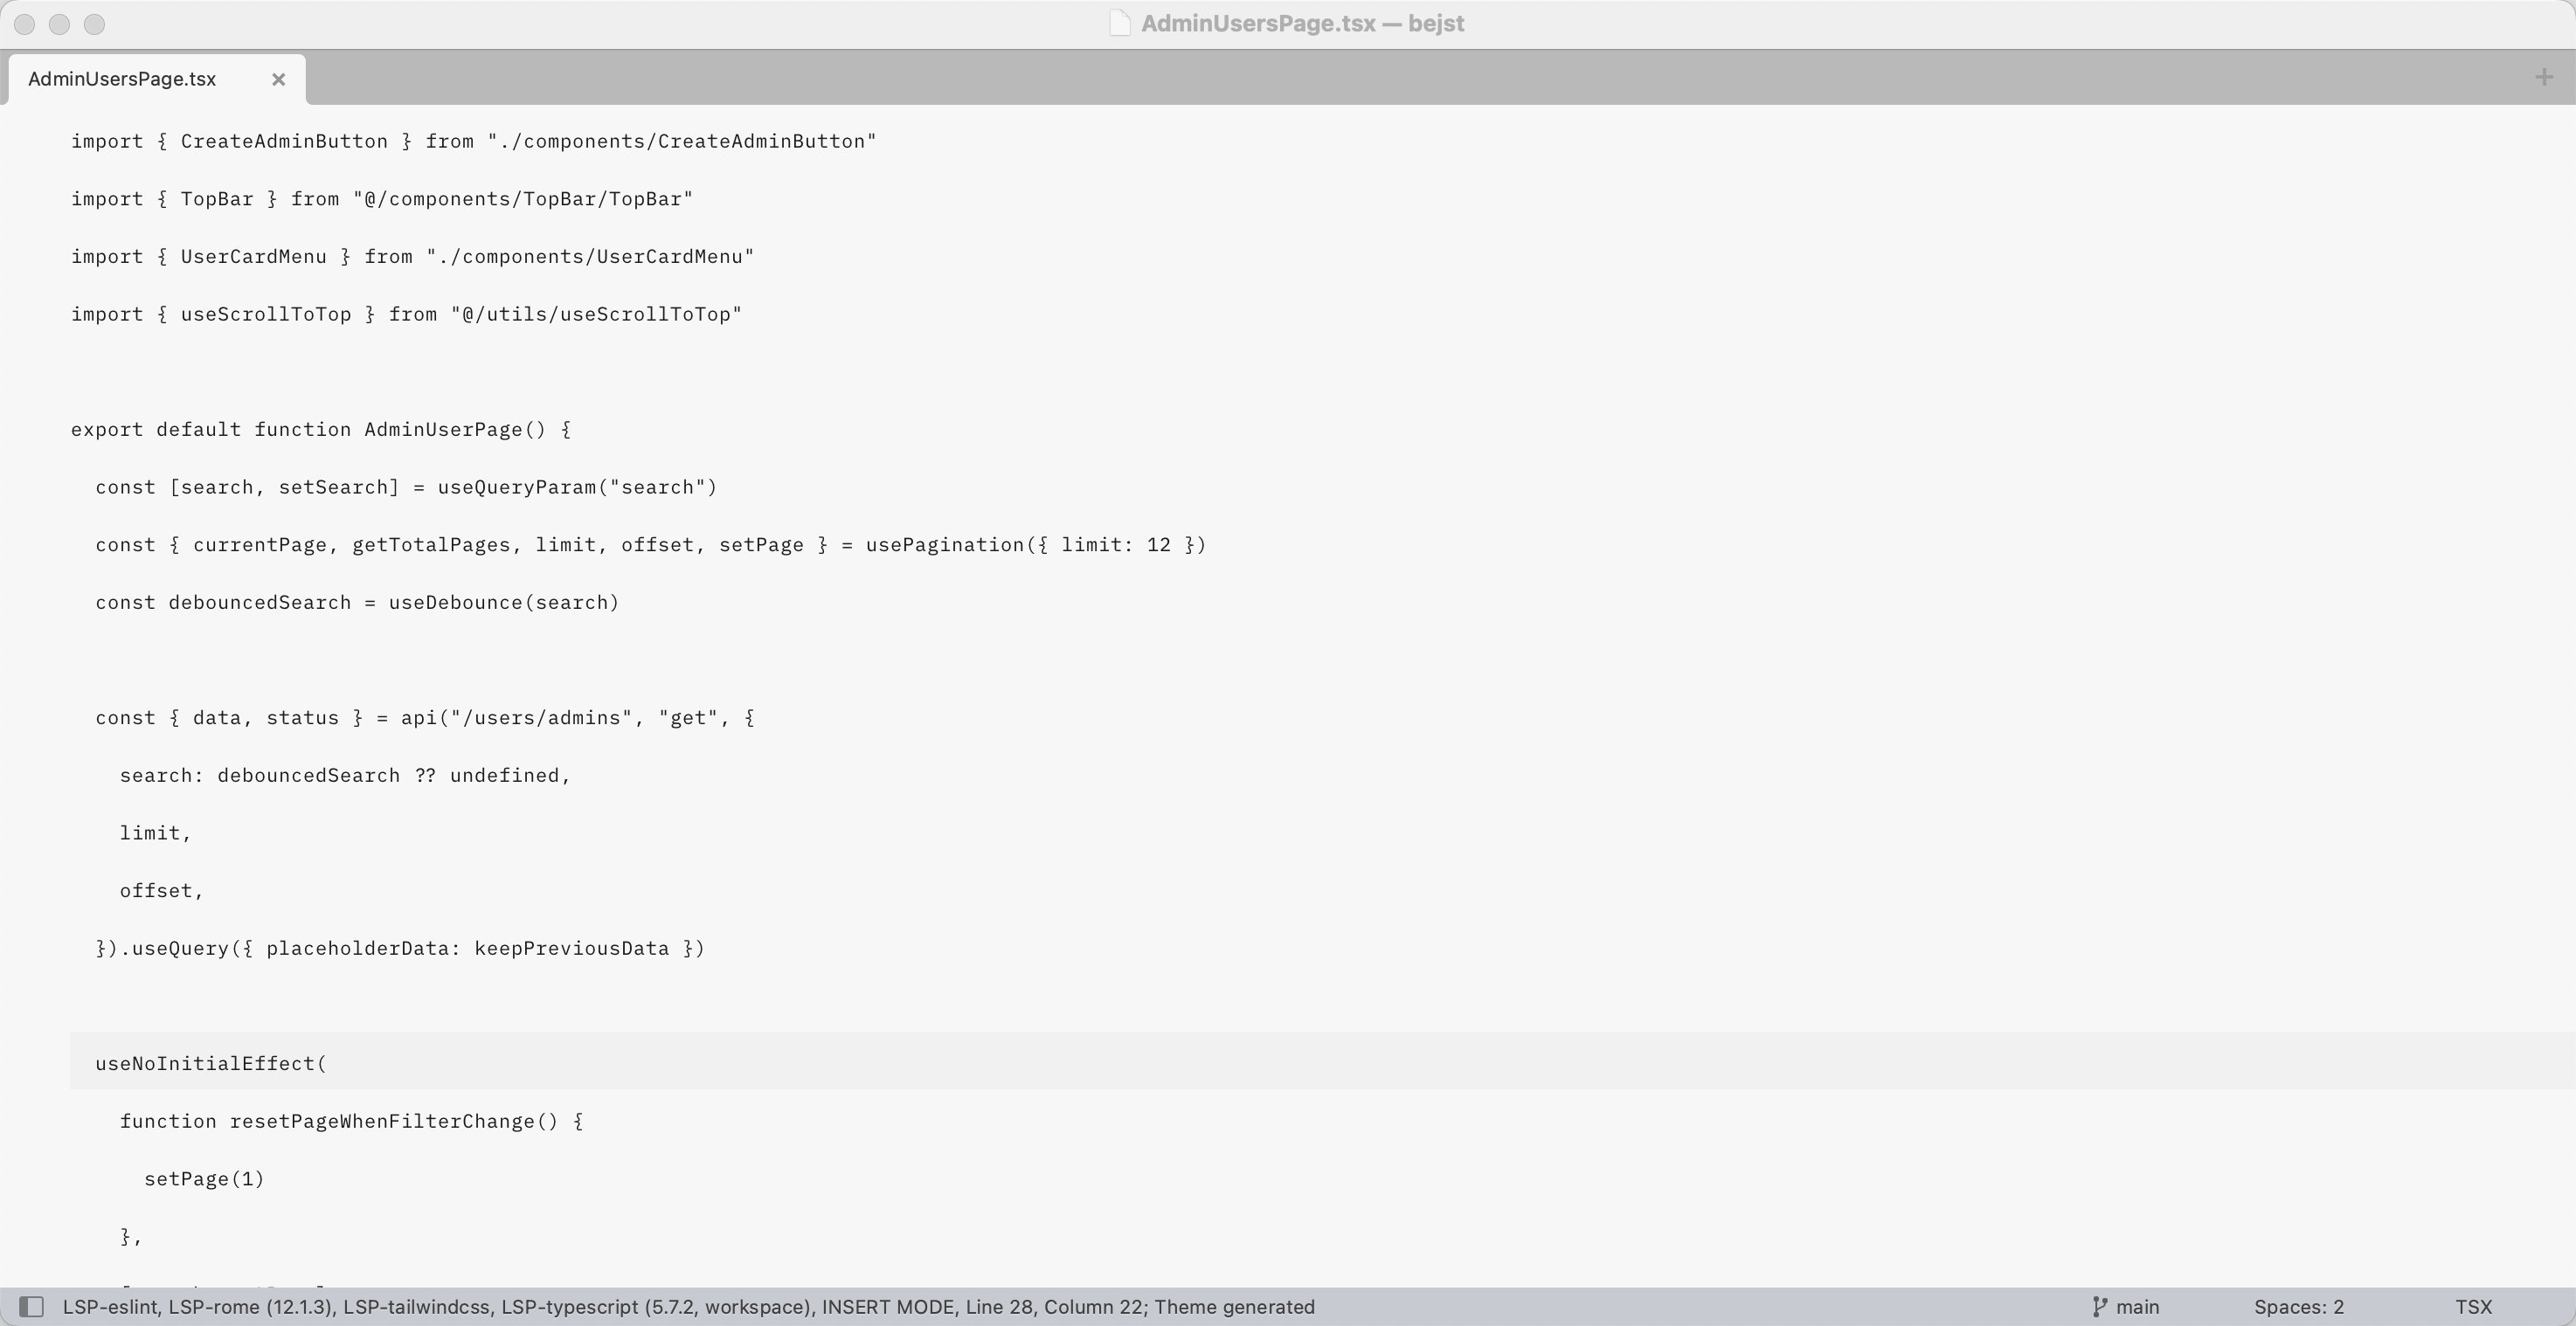 AdminUsersPage.tsx — bejst
AdminUsersPage.tsx
import { CreateAdminButton } from "./components/CreateAdminButton"
import { TopBar } from "@/components/TopBar/TopBar"
import { UserCardMenu } from "./components/UserCardMenu"
import { useScrollToTop } from "@/utils/useScrollToTop"
export default function AdminUserPage() {
  const [search, setSearch] = useQueryParam("search")
  const { currentPage, getTotalPages, limit, offset, setPage } = usePagination({ limit: 12 })
  const debouncedSearch = useDebounce(search)
  const { data, status } = api("/users/admins", "get", {
    search: debouncedSearch ?? undefined,
    limit,
    offset,
  }).useQuery({ placeholderData: keepPreviousData })
  useNoInitialEffect(
    function resetPageWhenFilterChange() {
      setPage(1)
    },
LSP-eslint, LSP-rome (12.1.3), LSP-tailwindcss, LSP-typescript (5.7.2, workspace), INSERT MODE, Line 28, Column 22; Theme generated
main
Spaces: 2
TSX